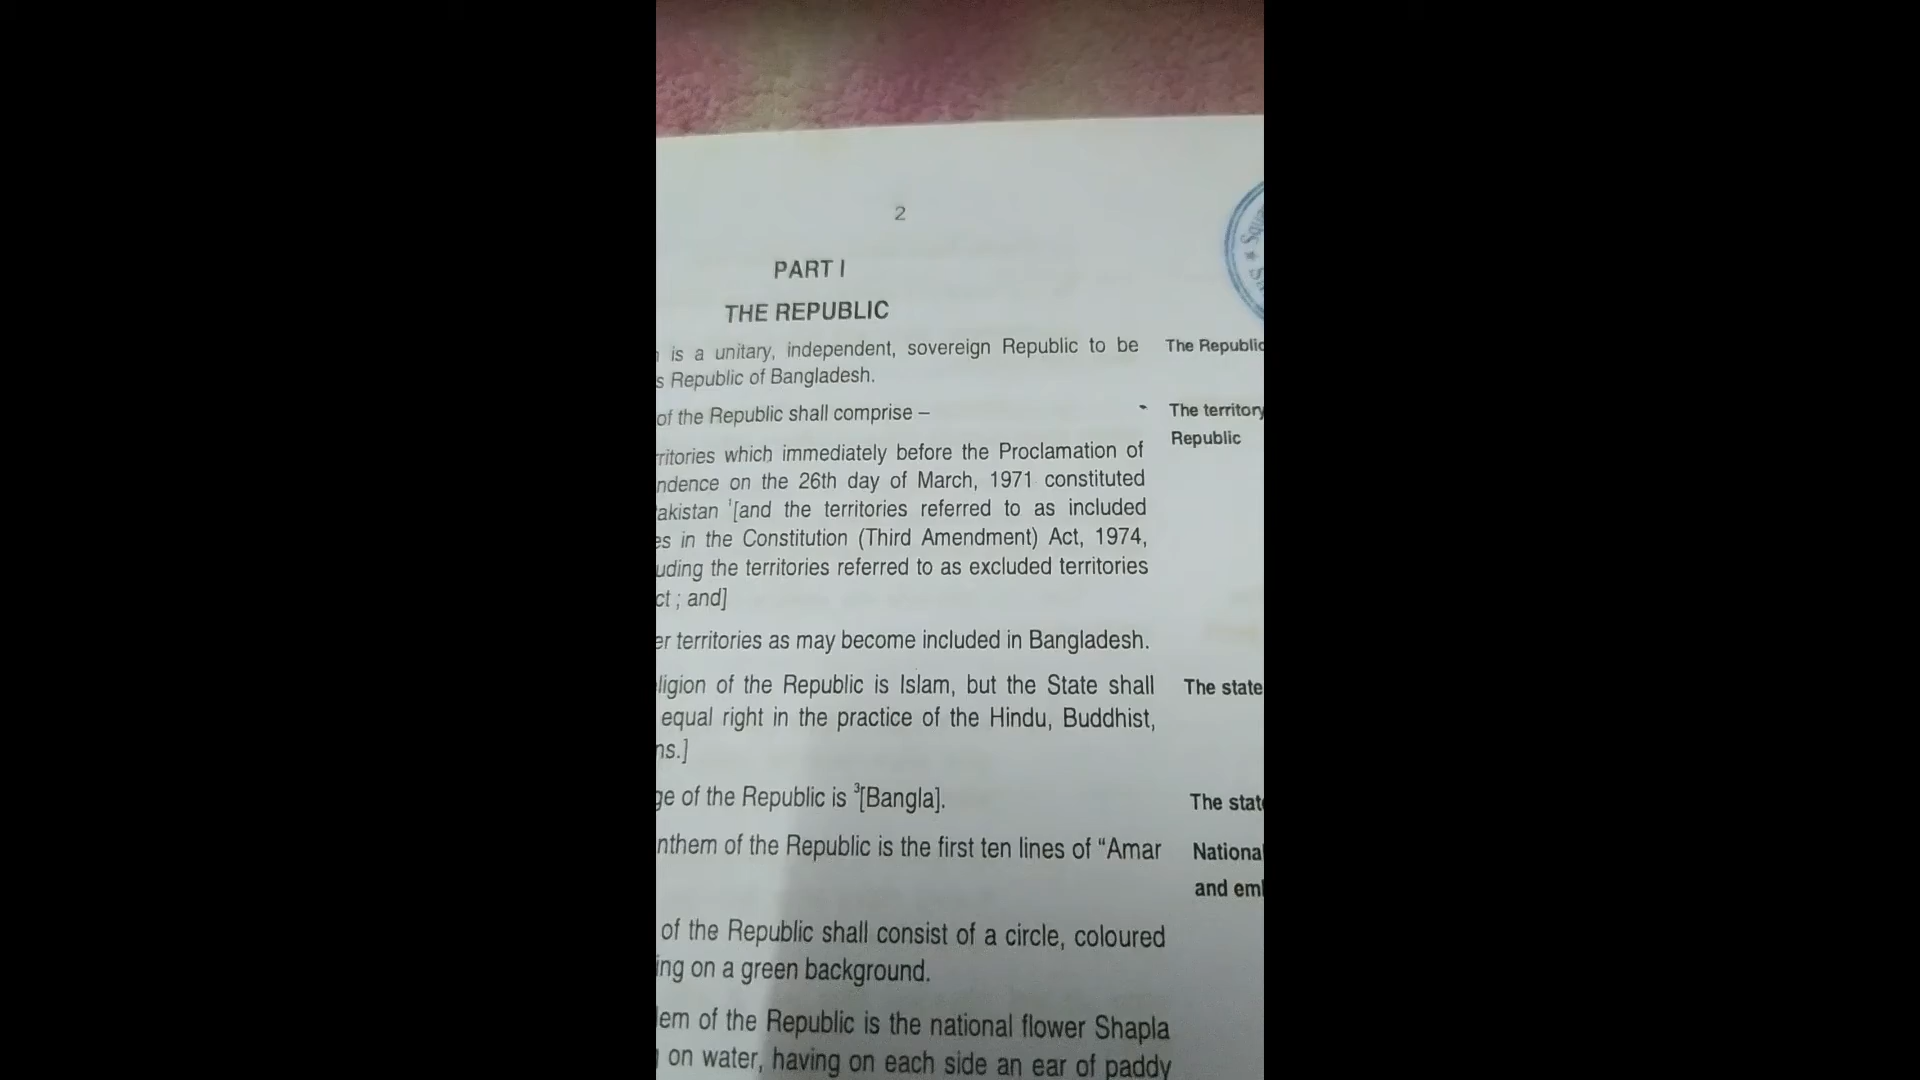 2
PART I
THE REPUBLIC
is a unitary, independent, sovereign Republic to be
The Republic
s Republic of Bangladesh.
of the Republic shall comprise –
The territory
Republic
ritories which immediately before the Proclamation of
ndence on the 26th day of March, 1971 constituted
akistan ¹[and the territories referred to as included
es in the Constitution (Third Amendment) Act, 1974,
uding the territories referred to as excluded territories
ct ; and]
er territories as may become included in Bangladesh.
ligion of the Republic is Islam, but the State shall
The state
equal right in the practice of the Hindu, Buddhist,
ns.]
ge of the Republic is ³[Bangla].
The stat
nthem of the Republic is the first ten lines of “Amar
Nationa
and em
of the Republic shall consist of a circle, coloured
ing on a green background.
lem of the Republic is the national flower Shapla
on water, having on each side an ear of paddy